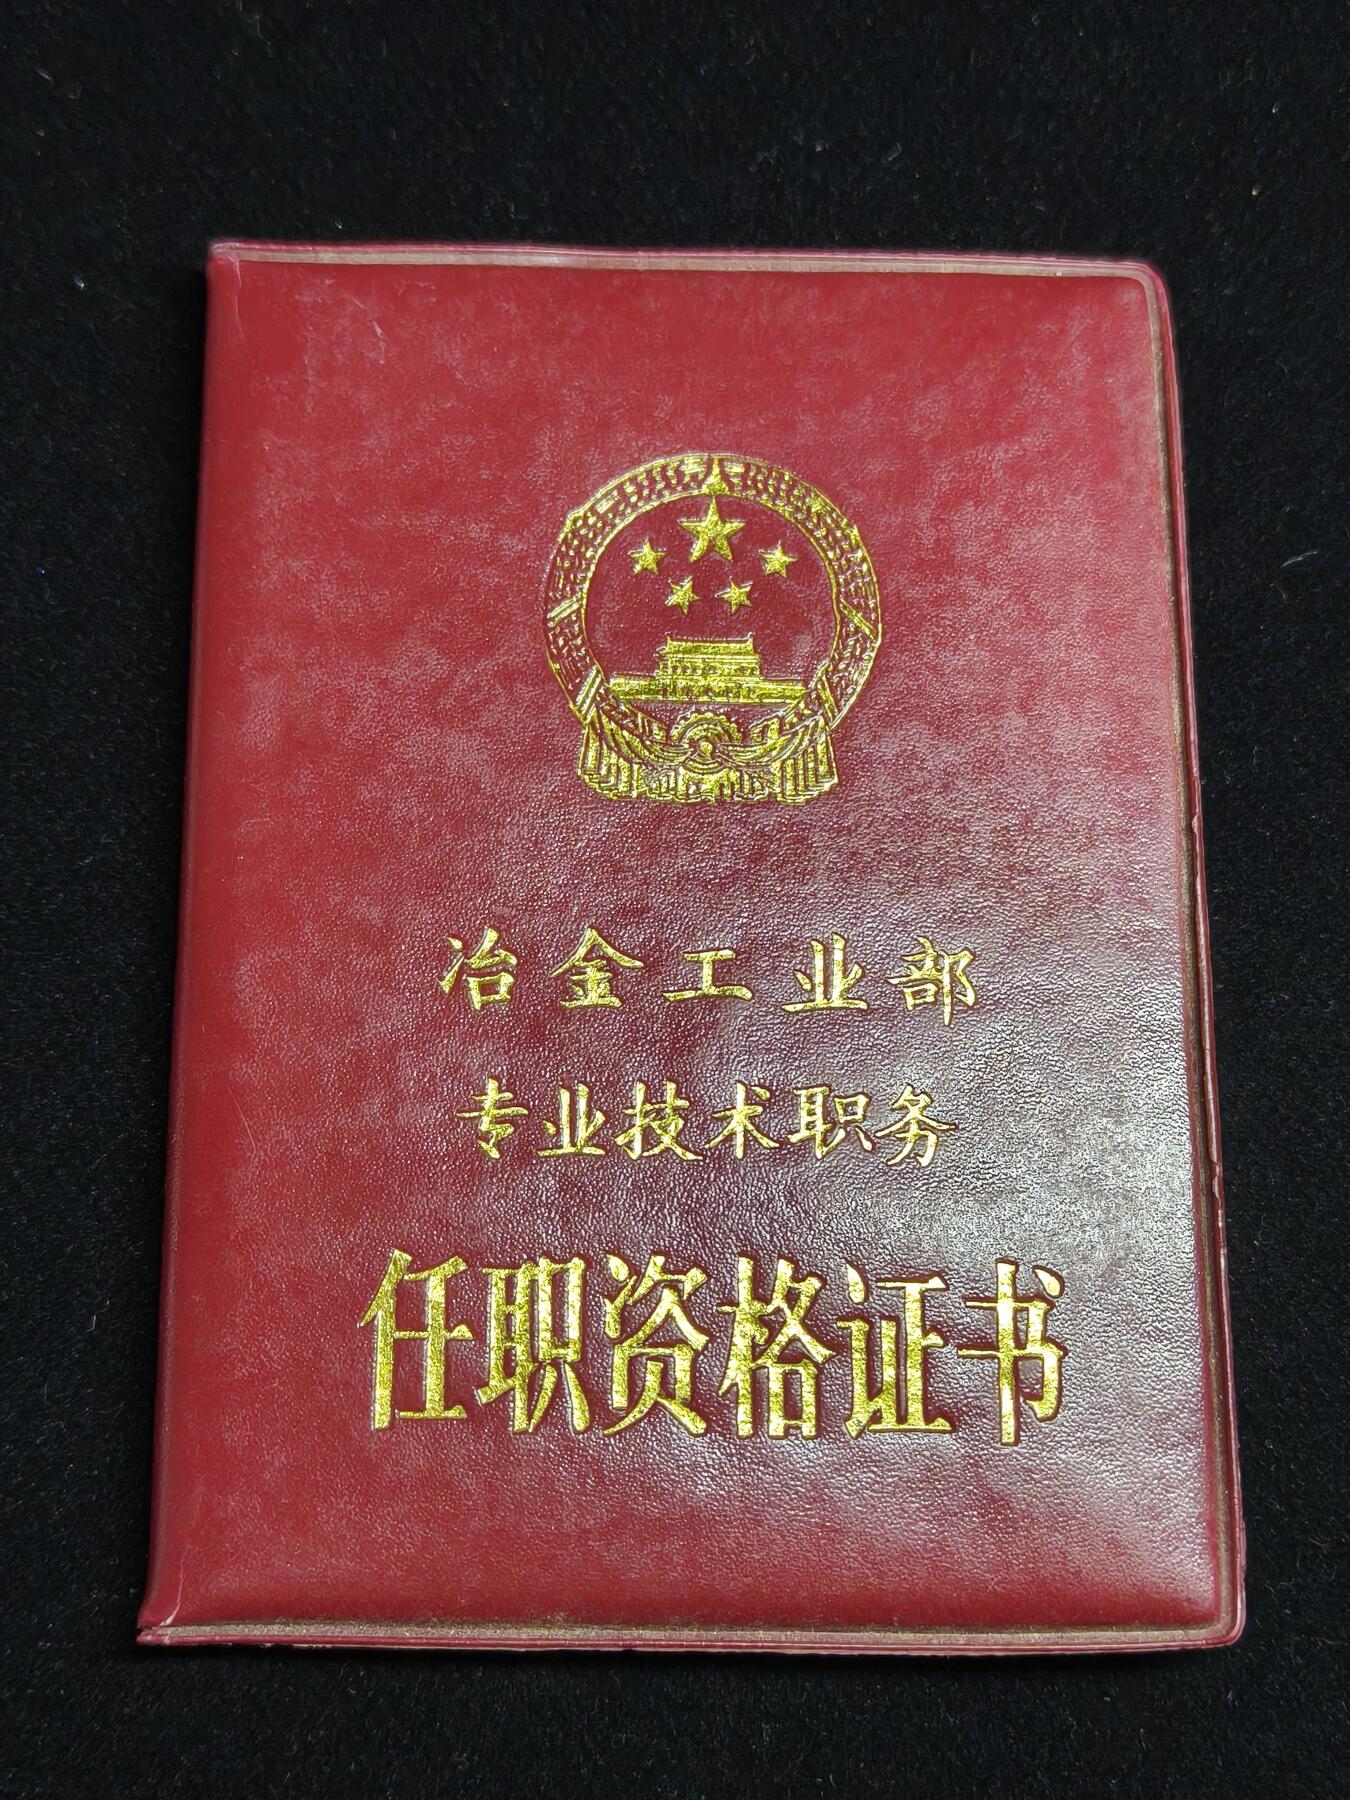 冶金工业部
专业技术职务
任职资格证书